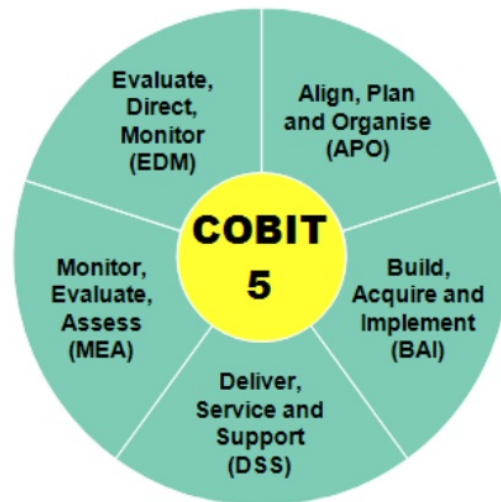 Evaluate,
Direct,
Monitor
(EDM)
Align, Plan
and Organise
(APO)
COBIT
5
Monitor,
Evaluate,
Assess
(MEA)
Build,
Acquire and
Implement
(BAI)
Deliver,
Service and
Support
(DSS)